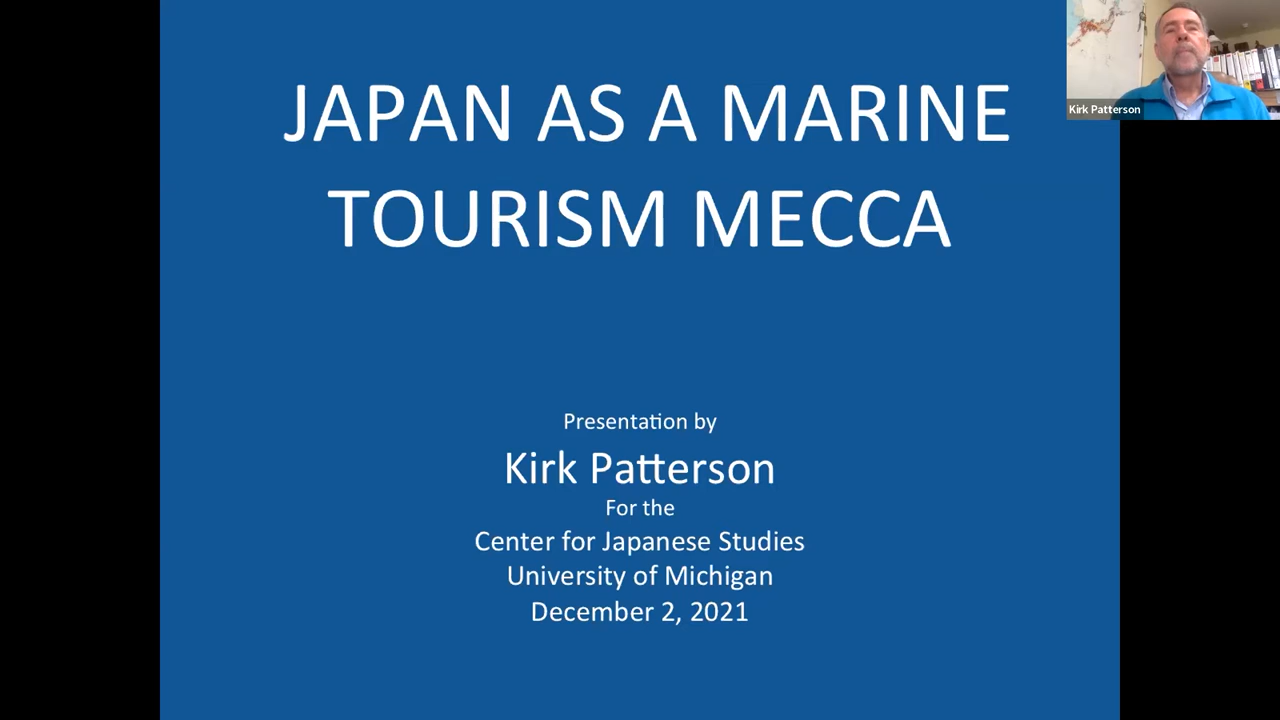 JAPAN AS A MARINE
TOURISM MECCA
Presentation by
Kirk Patterson
For the
Center for Japanese Studies
University of Michigan
December 2, 2021
Kirk Patterson